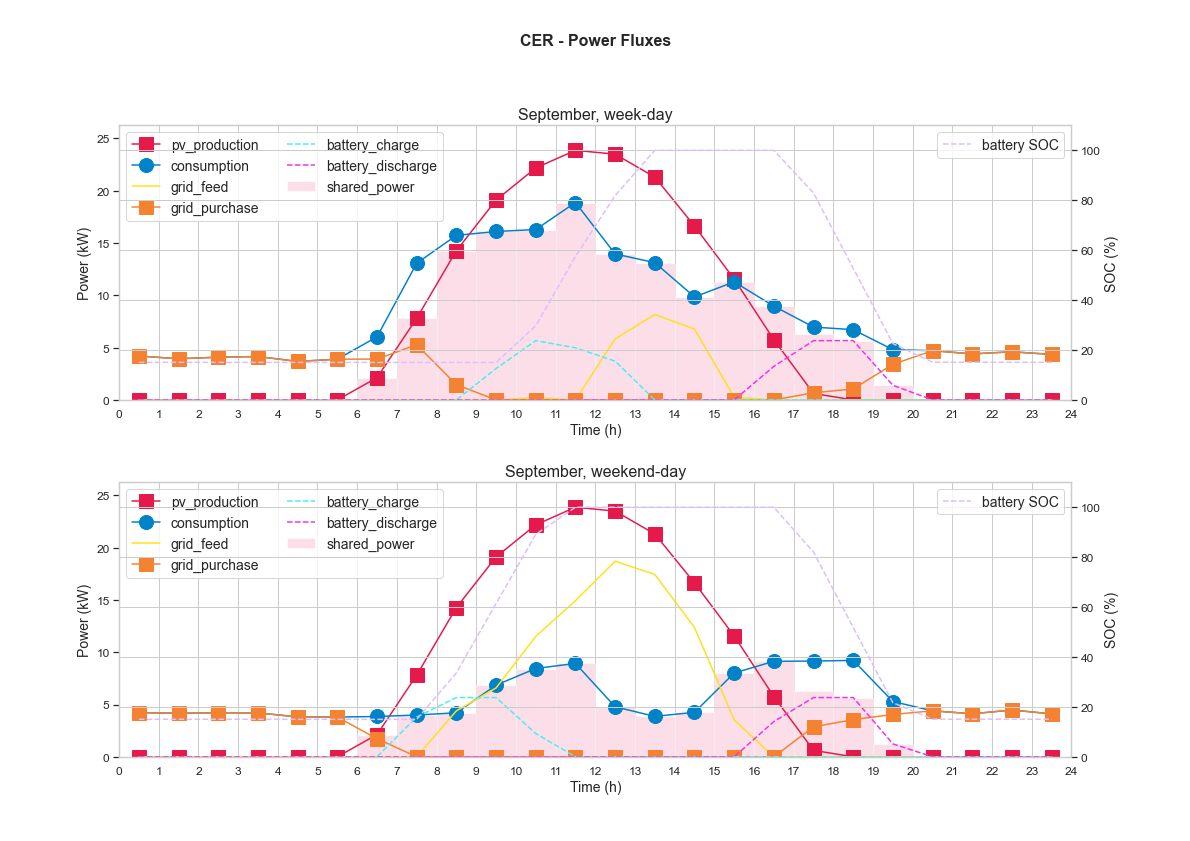 CER - Power Fluxes
September, week-day
pv_production
consumption
grid_feed
grid_purchase
battery_charge
battery_discharge
shared_power
battery SOC
Power (kW)
25
20
15
10
5
0
SOC (%)
100
80
60
40
20
0
0 1 2 3 4 5 6 7 8 9 10 11 12 13 14 15 16 17 18 19 20 21 22 23 24
Time (h)
September, weekend-day
pv_production
consumption
grid_feed
grid_purchase
battery_charge
battery_discharge
shared_power
battery SOC
Power (kW)
25
20
15
10
5
0
SOC (%)
100
80
60
40
20
0
0 1 2 3 4 5 6 7 8 9 10 11 12 13 14 15 16 17 18 19 20 21 22 23 24
Time (h)